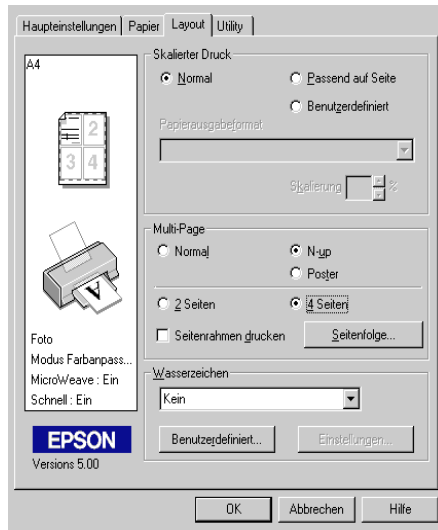 Haupteinstellungen Papier Layout Utility
A4
2
3 4
Foto
Modus Farbanpass...
MicroWeave : Ein
Schnell : Ein
EPSON
Versions 5.00
Skalierter Druck
Normal Passend auf Seite
Benutzerdefiniert
Papierausgabeformat
Skalierung %
Multi-Page
Normal N-up
Poster
2 Seiten 4 Seiten
Seitenrahmen drucken Seitenfolge...
Wasserzeichen
Kein
Benutzerdefiniert... Einstellungen...
OK Abbrechen Hilfe